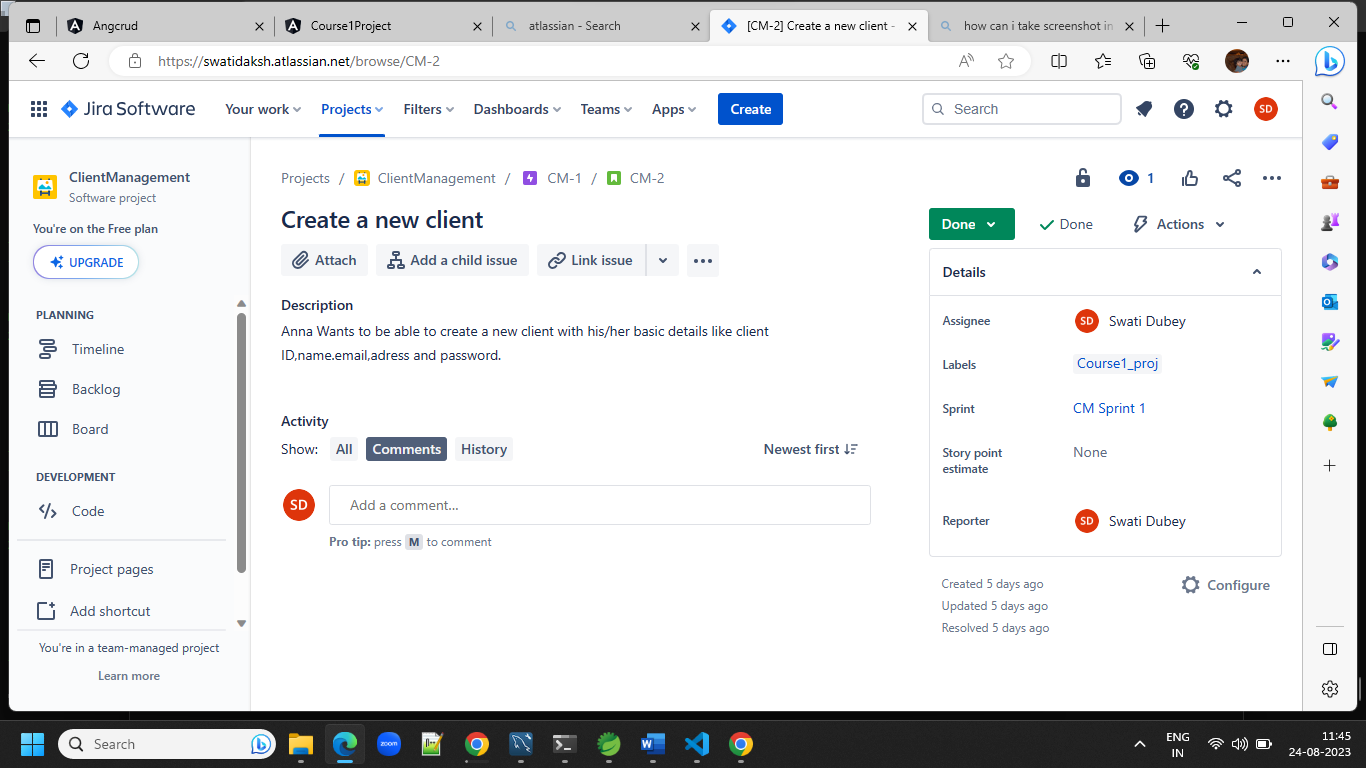 Angcrud
Course1Project
atlassian - Search
[CM-2] Create a new client -
how can i take screenshot in
https://swatidaksh.atlassian.net/browse/CM-2
Jira Software
Your work
Projects
Filters
Dashboards
Teams
Apps
Create
Search
SD
ClientManagement
Software project
You're on the Free plan
UPGRADE
PLANNING
Timeline
Backlog
Board
DEVELOPMENT
Code
Project pages
Add shortcut
You're in a team-managed project
Learn more
Projects / ClientManagement / CM-1 / CM-2
1
Create a new client
Attach
Add a child issue
Link issue
Description
Anna Wants to be able to create a new client with his/her basic details like client
ID,name.email,adress and password.
Activity
Show: All Comments History
Newest first
SD
Add a comment...
Pro tip: press M to comment
Done
Done
Actions
Details
Assignee
SD Swati Dubey
Labels
Course1_proj
Sprint
CM Sprint 1
Story point
estimate
None
Reporter
SD Swati Dubey
Created 5 days ago
Updated 5 days ago
Resolved 5 days ago
Configure
Search
zoom
ENG
IN
11:45
24-08-2023